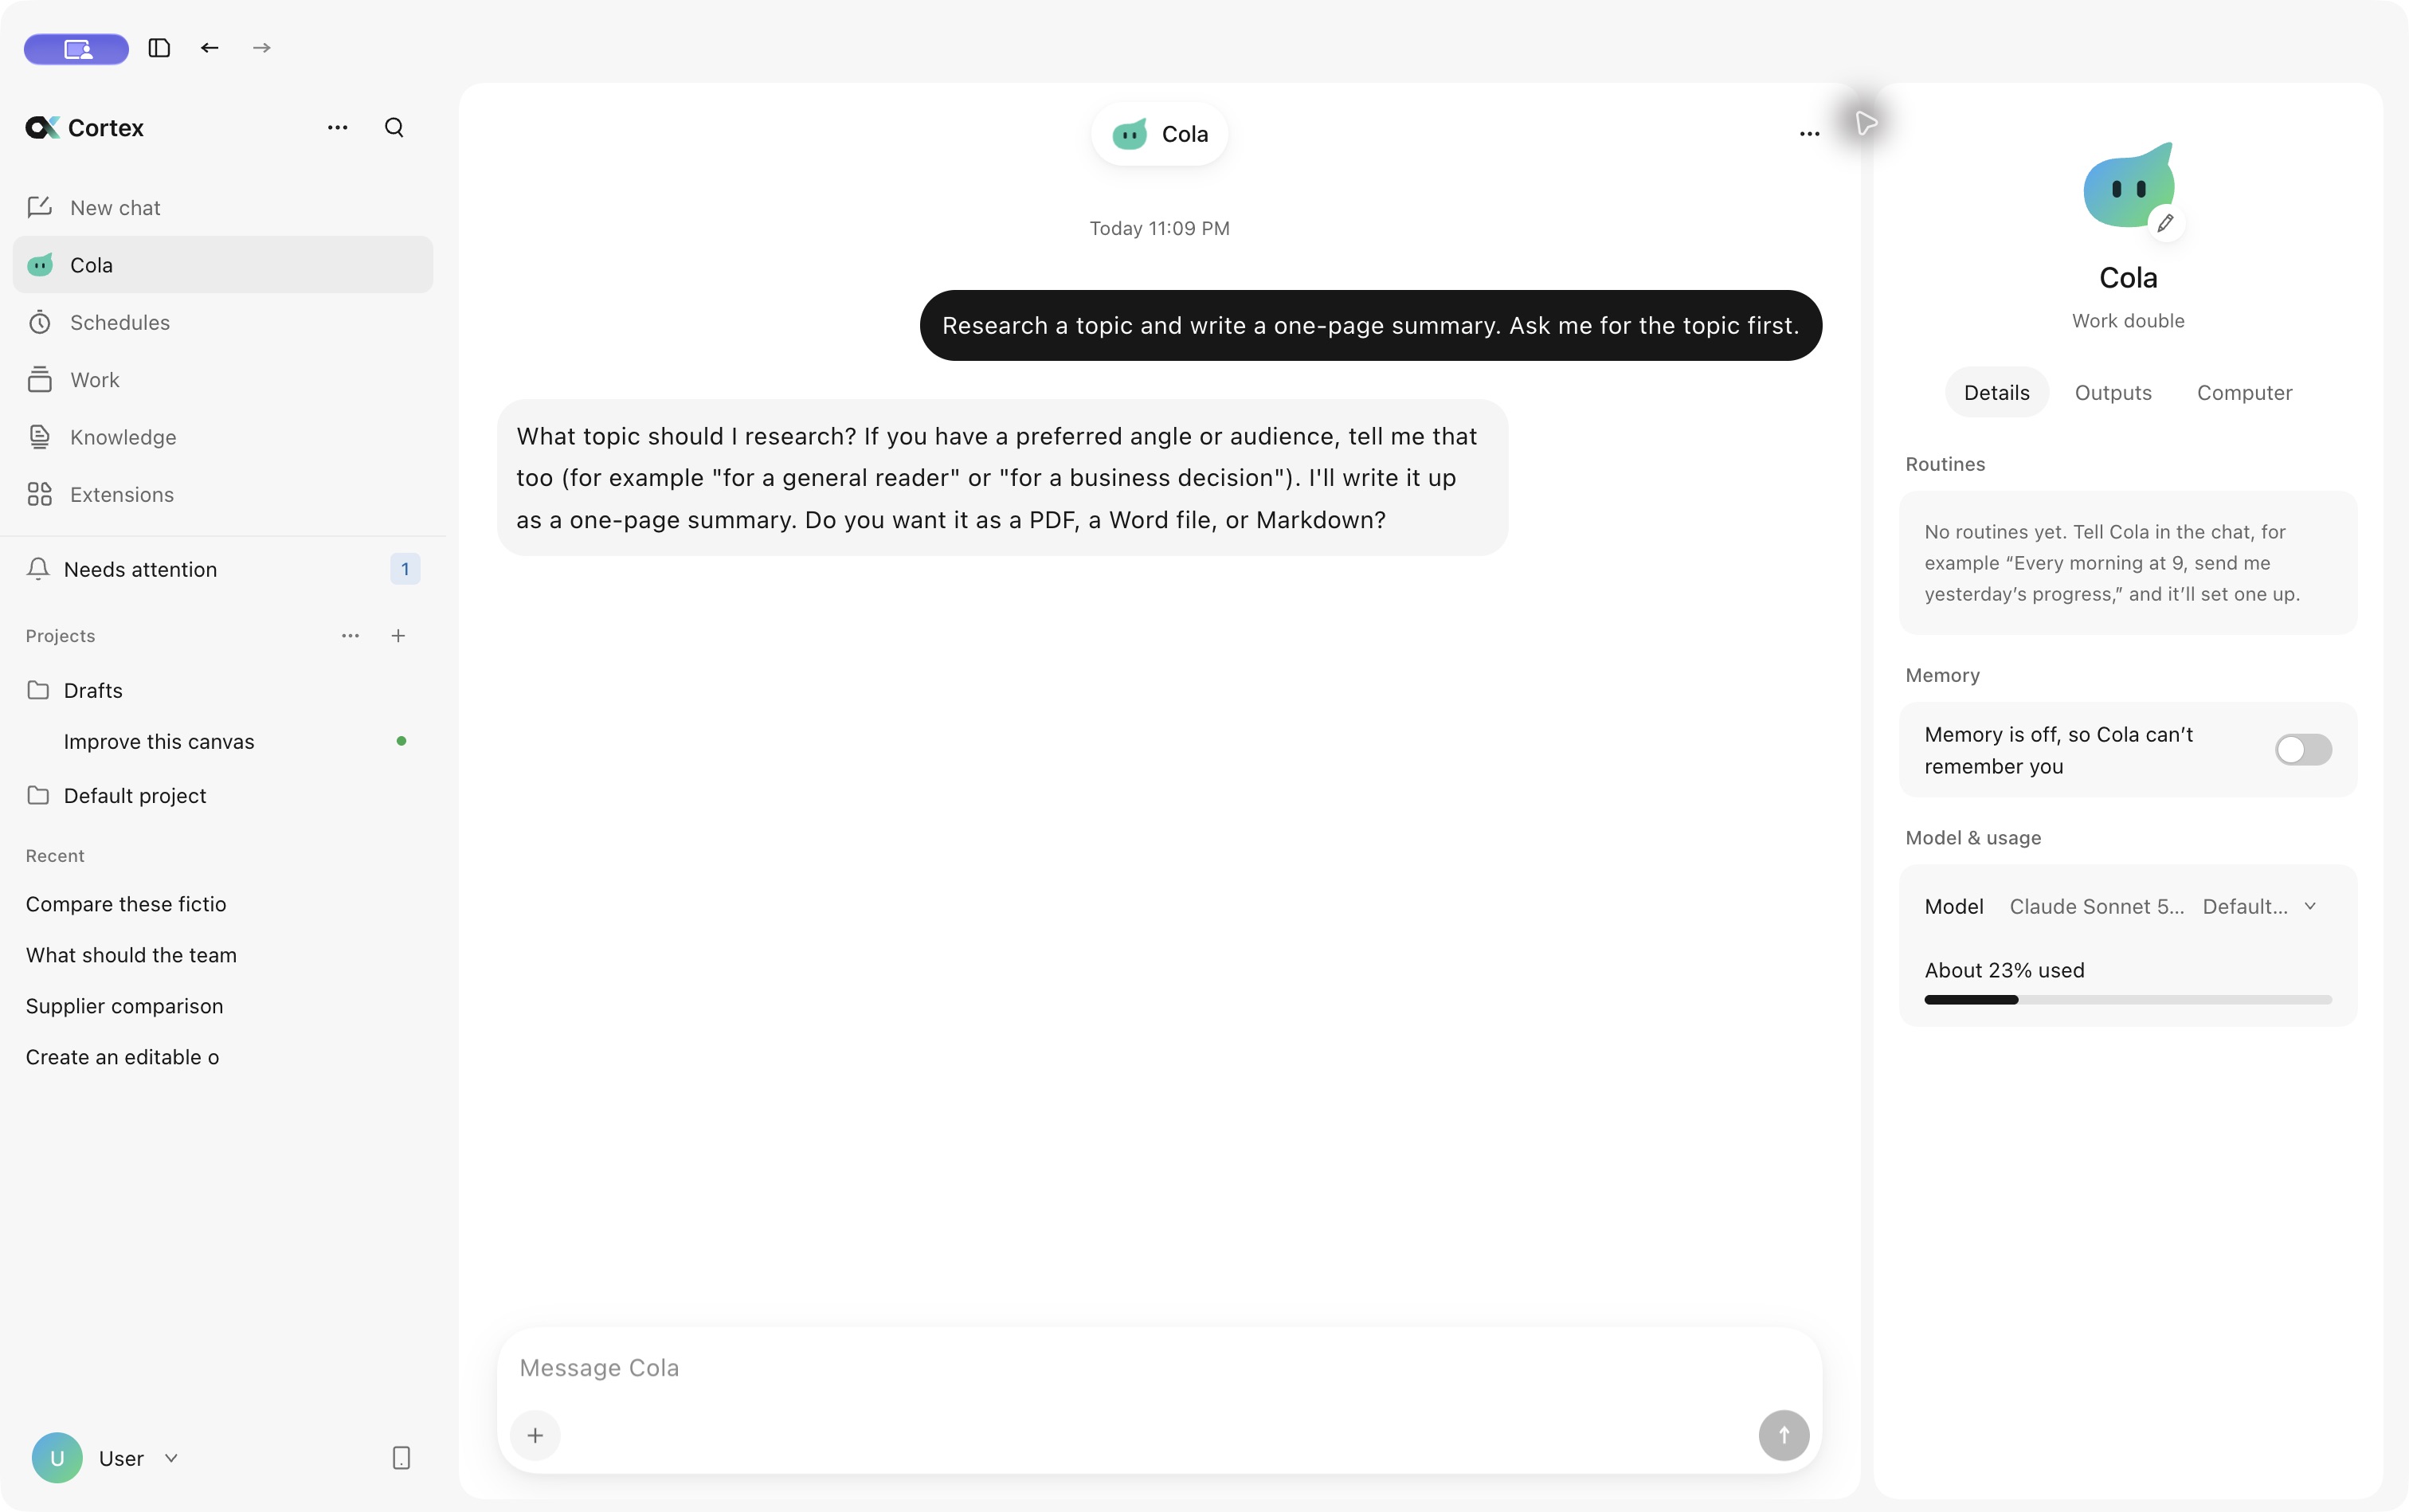 Cortex
New chat
Cola
Schedules
Work
Knowledge
Extensions
Needs attention
1
Projects
Drafts
Improve this canvas
Default project
Recent
Compare these fictio
What should the team
Supplier comparison
Create an editable o
U
User
Cola
Today 11:09 PM
Research a topic and write a one-page summary. Ask me for the topic first.
What topic should I research? If you have a preferred angle or audience, tell me that
too (for example "for a general reader" or "for a business decision"). I'll write it up
as a one-page summary. Do you want it as a PDF, a Word file, or Markdown?
Message Cola
Cola
Work double
Details Outputs Computer
Routines
No routines yet. Tell Cola in the chat, for
example “Every morning at 9, send me
yesterday’s progress,” and it’ll set one up.
Memory
Memory is off, so Cola can’t
remember you
Model & usage
Model Claude Sonnet 5... Default...
About 23% used